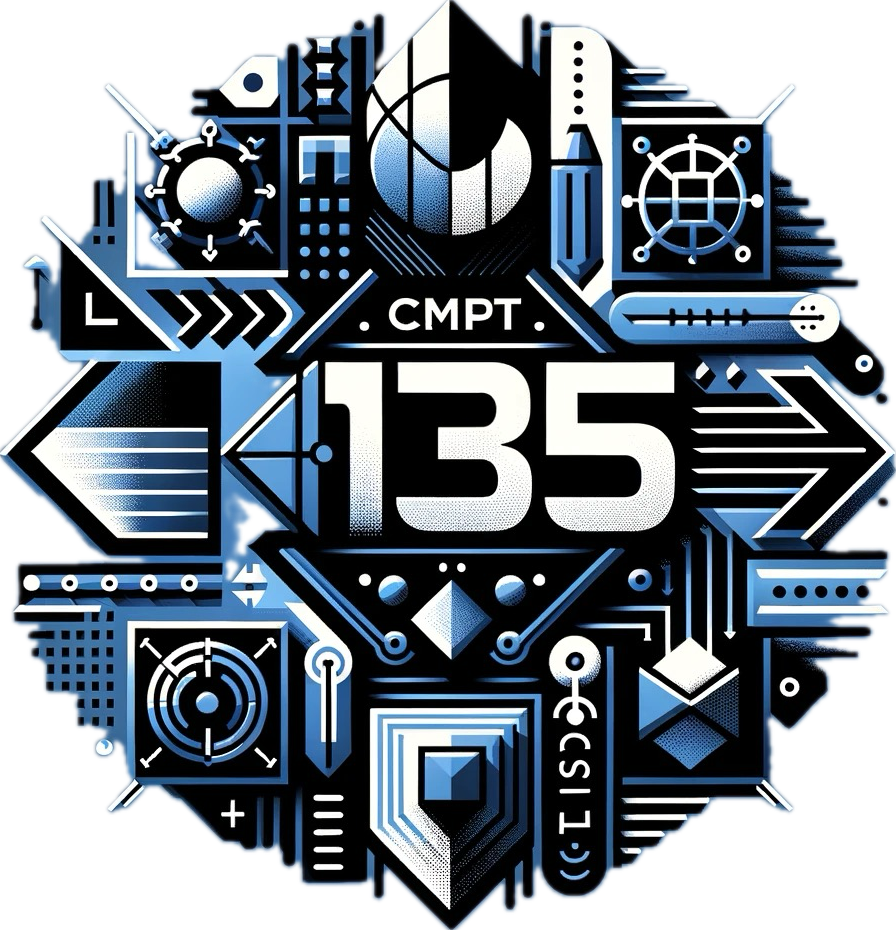 L
. CMPT .
135